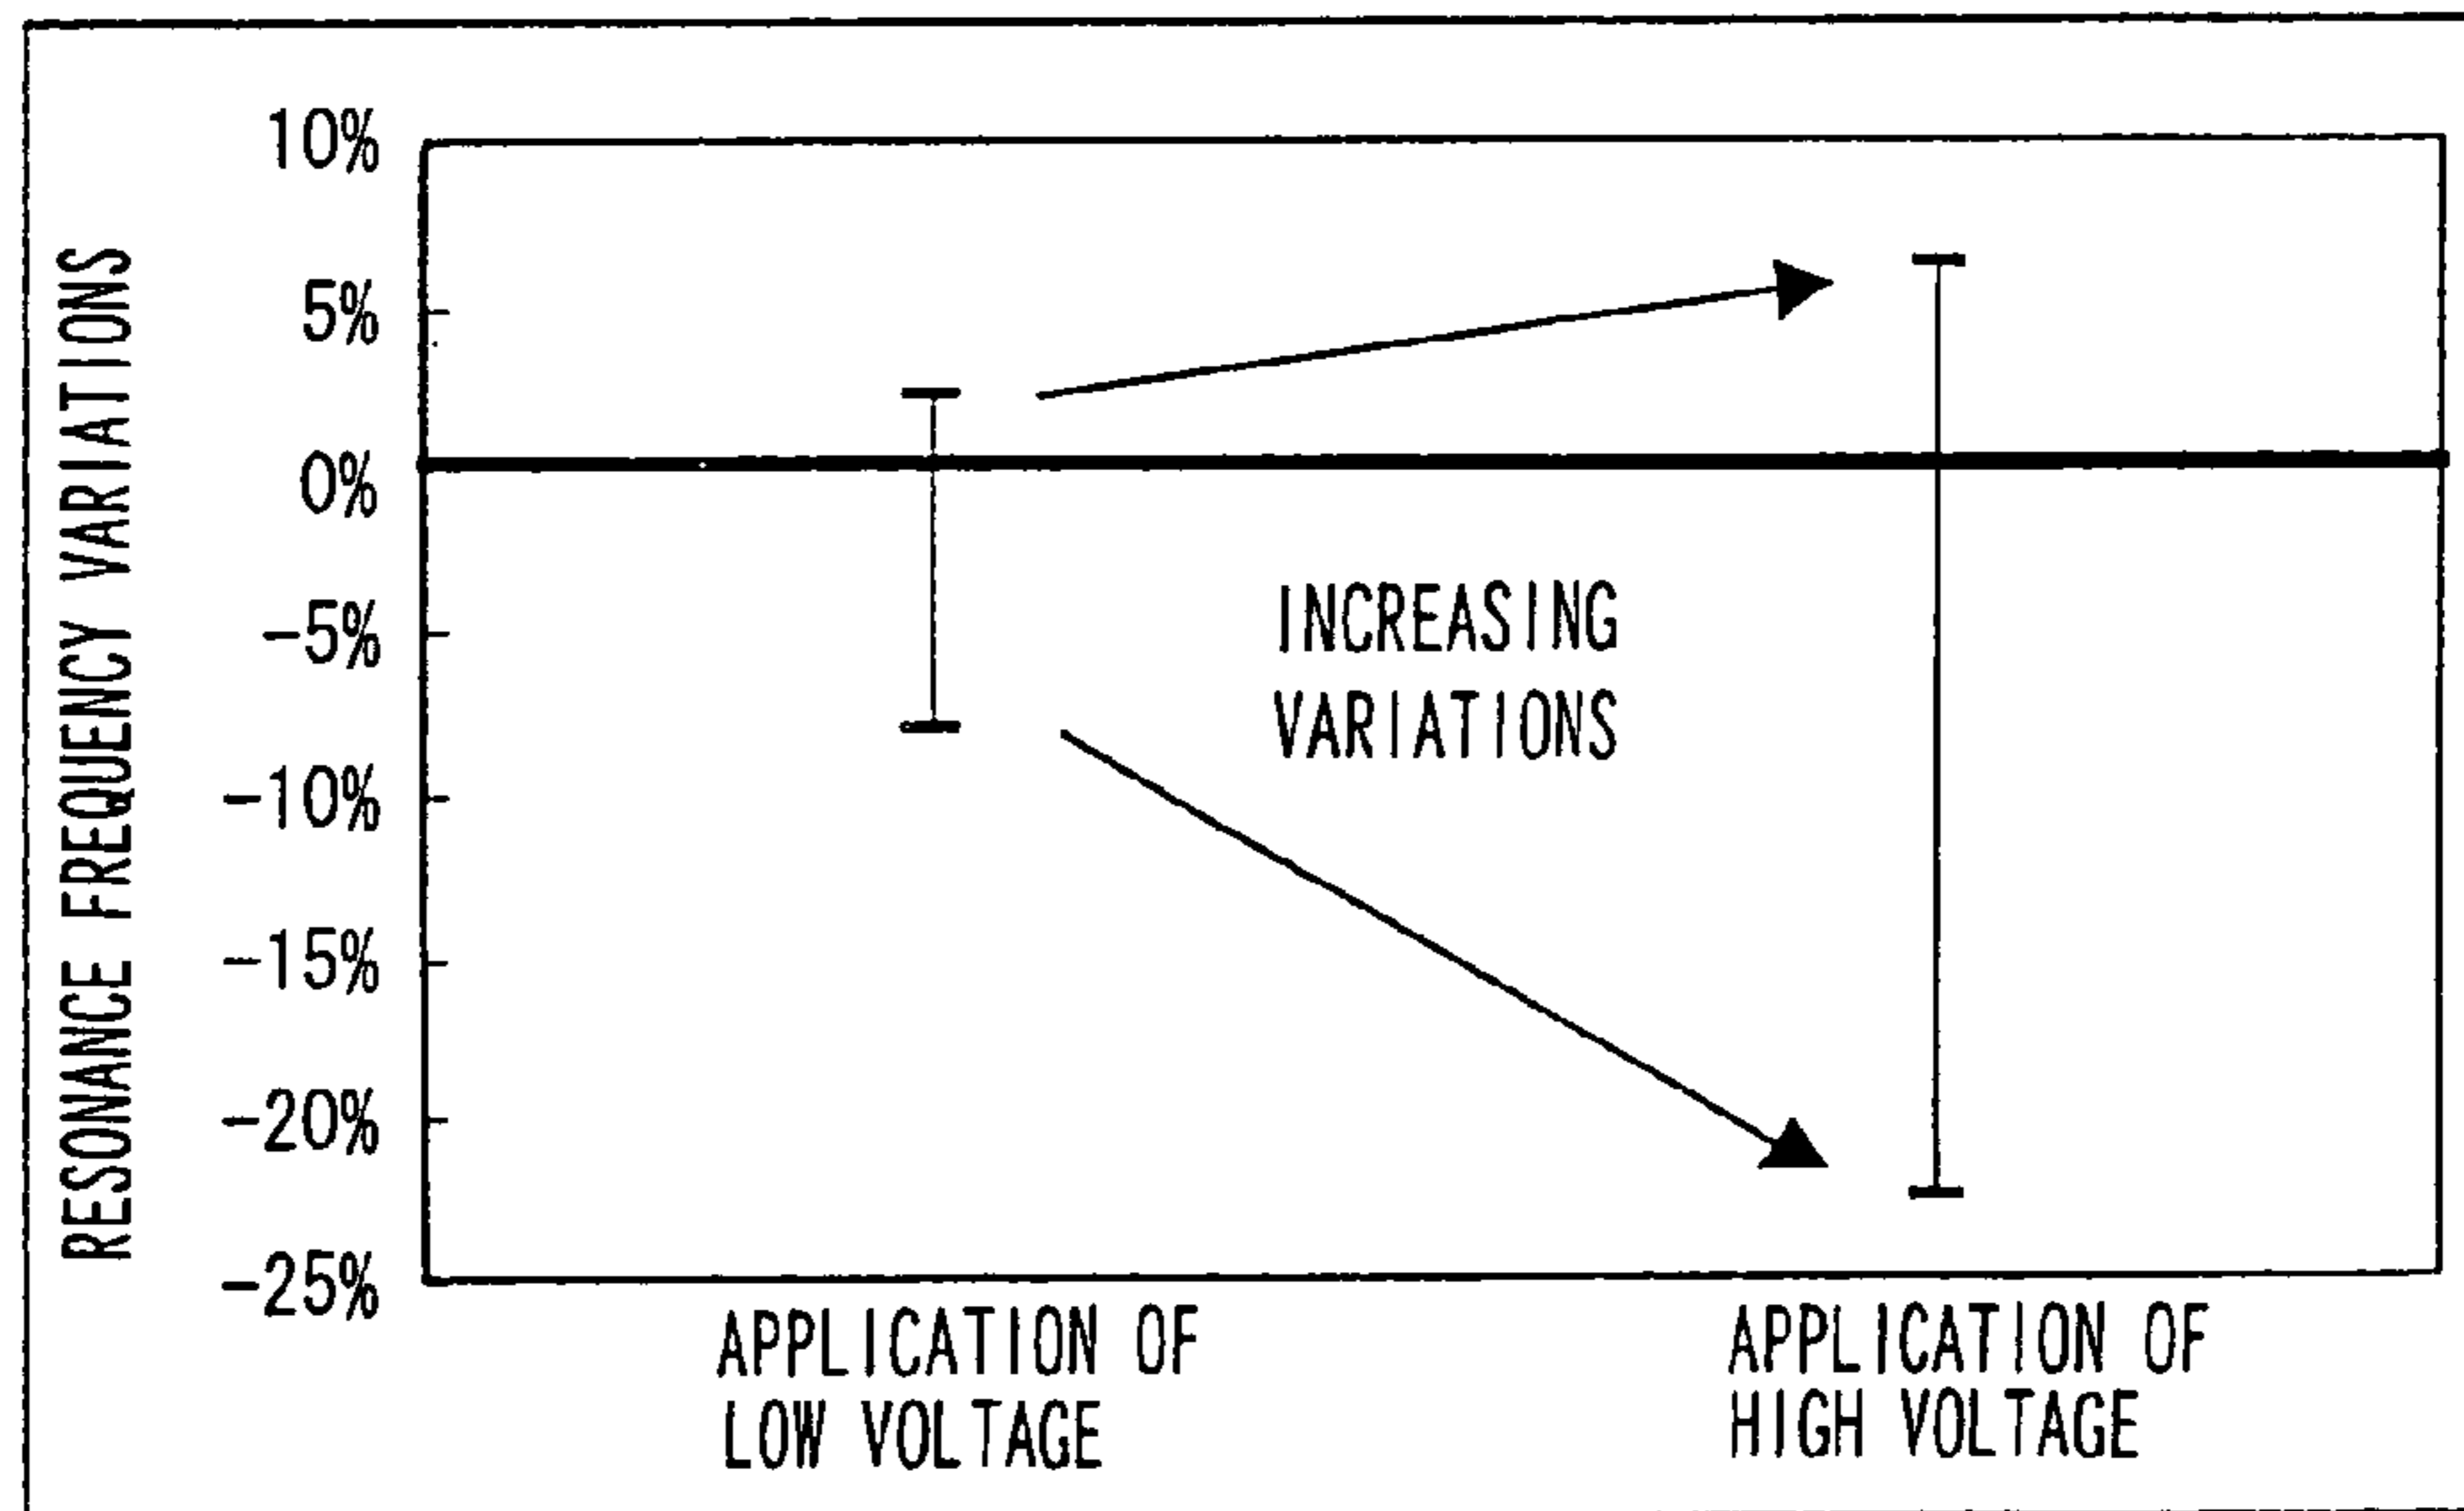 10%
5%
0%
-5%
-10%
-15%
-20%
-25%
RESONANCE FREQUENCY VARIATIONS
INCREASING
VARIATIONS
APPLICATION OF
LOW VOLTAGE
APPLICATION OF
HIGH VOLTAGE